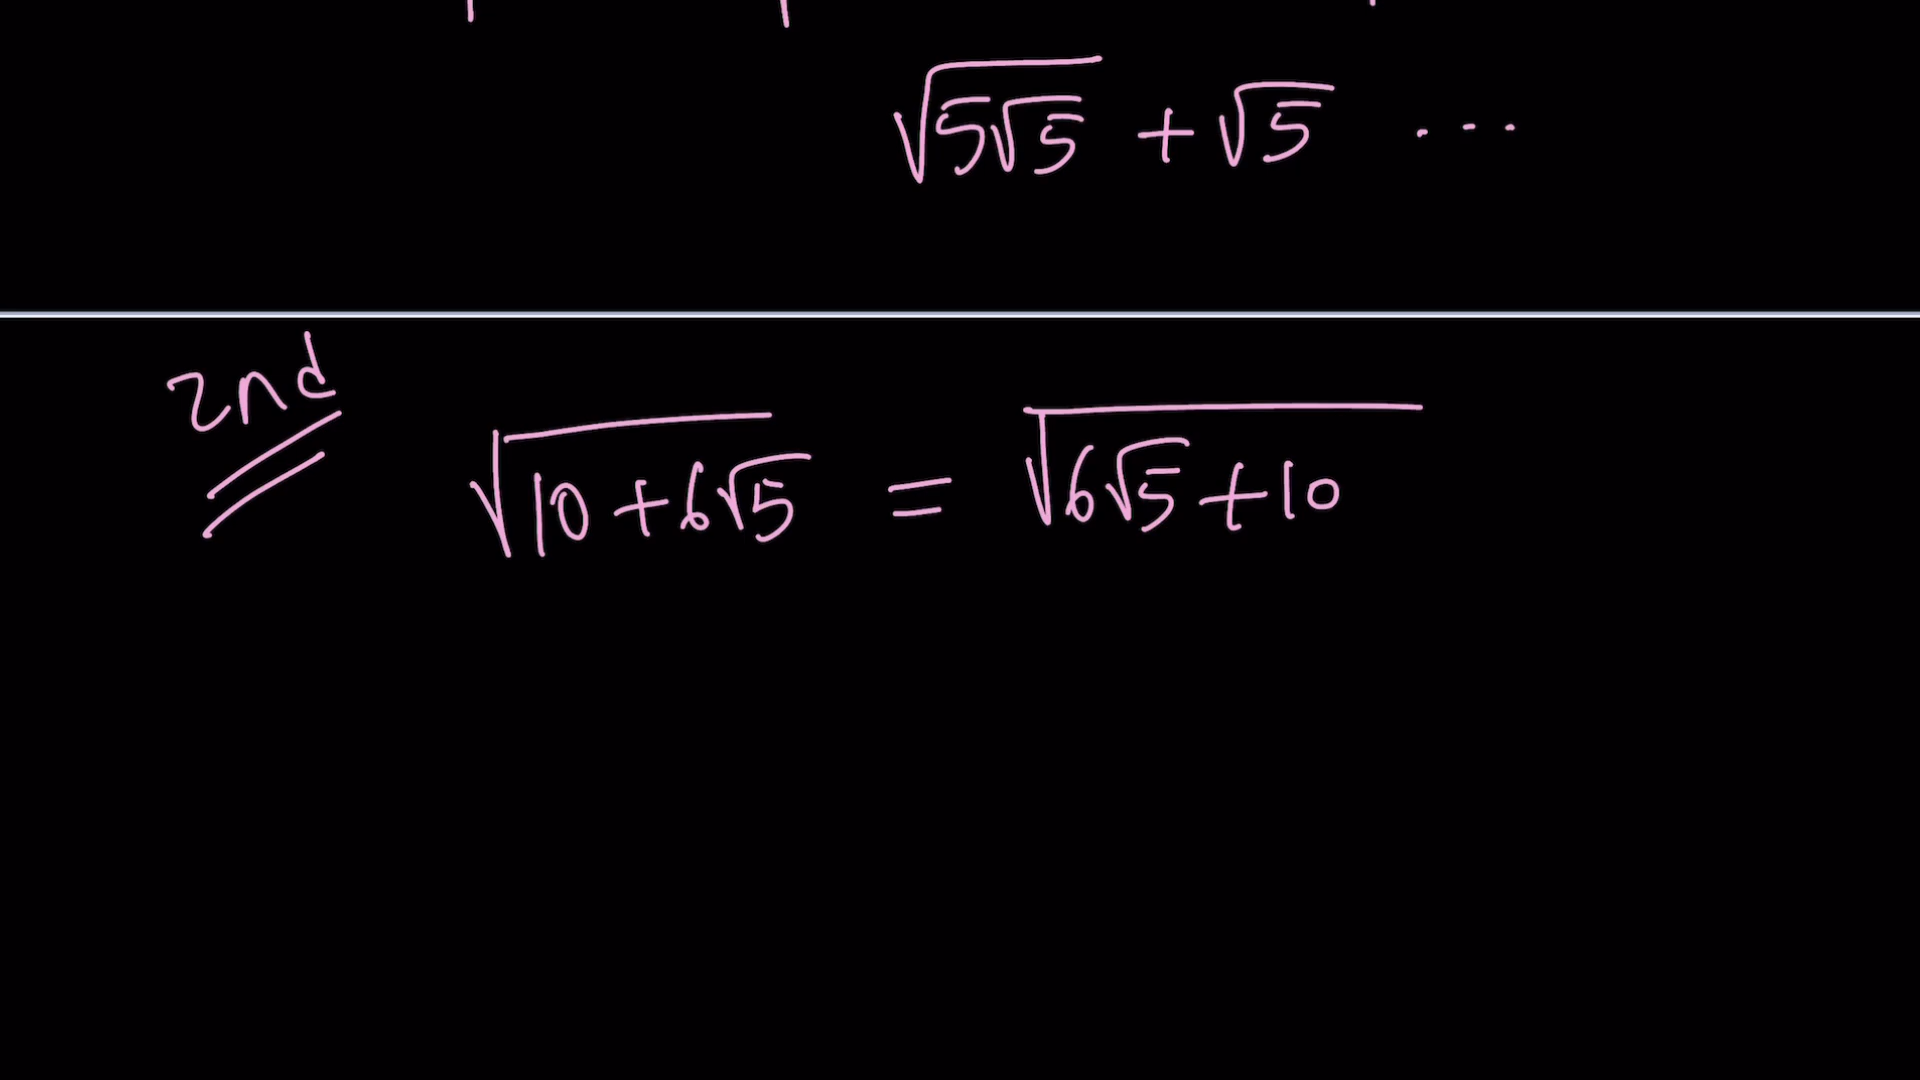 √(5√5) + √5 ...
2nd
√(10 + 6√5) = √(6√5 + 10)